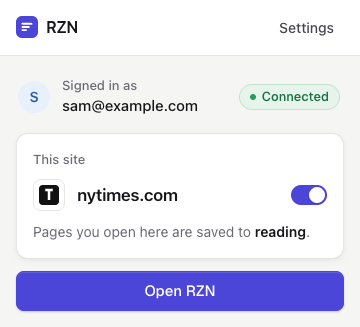 RZN
Settings
S
Signed in as
sam@example.com
Connected
This site
T
nytimes.com
Pages you open here are saved to reading.
Open RZN